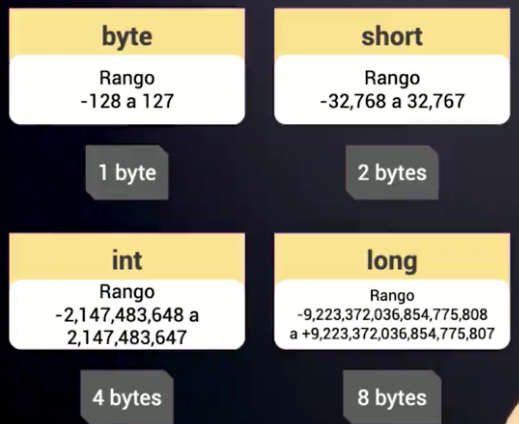 byte
Rango
-128 a 127
1 byte
short
Rango
-32,768 a 32,767
2 bytes
int
Rango
-2,147,483,648 a
2,147,483,647
4 bytes
long
Rango
-9,223,372,036,854,775,808
a +9,223,372,036,854,775,807
8 bytes